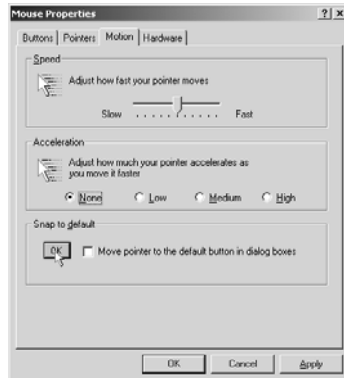 Mouse Properties
Buttons Pointers Motion Hardware
Speed
Adjust how fast your pointer moves
Slow Fast
Acceleration
Adjust how much your pointer accelerates as
you move it faster
None Low Medium High
Snap to default
OK Move pointer to the default button in dialog boxes
OK Cancel Apply